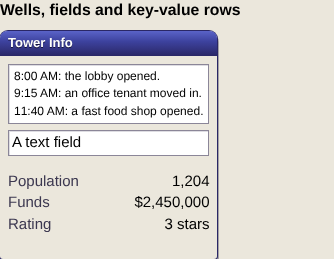 Wells, fields and key-value rows
Tower Info
8:00 AM: the lobby opened.
9:15 AM: an office tenant moved in.
11:40 AM: a fast food shop opened.
A text field
Population 1,204
Funds $2,450,000
Rating 3 stars